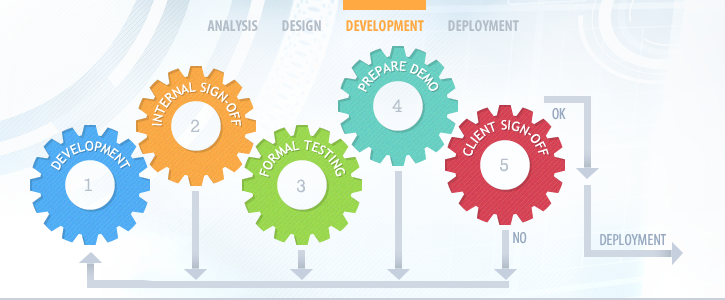 ANALYSIS DESIGN DEVELOPMENT DEPLOYMENT
DEVELOPMENT
1
INTERNAL SIGN-OFF
2
FORMAL TESTING
3
PREPARE DEMO
4
CLIENT SIGN-OFF
5
OK
NO
DEPLOYMENT